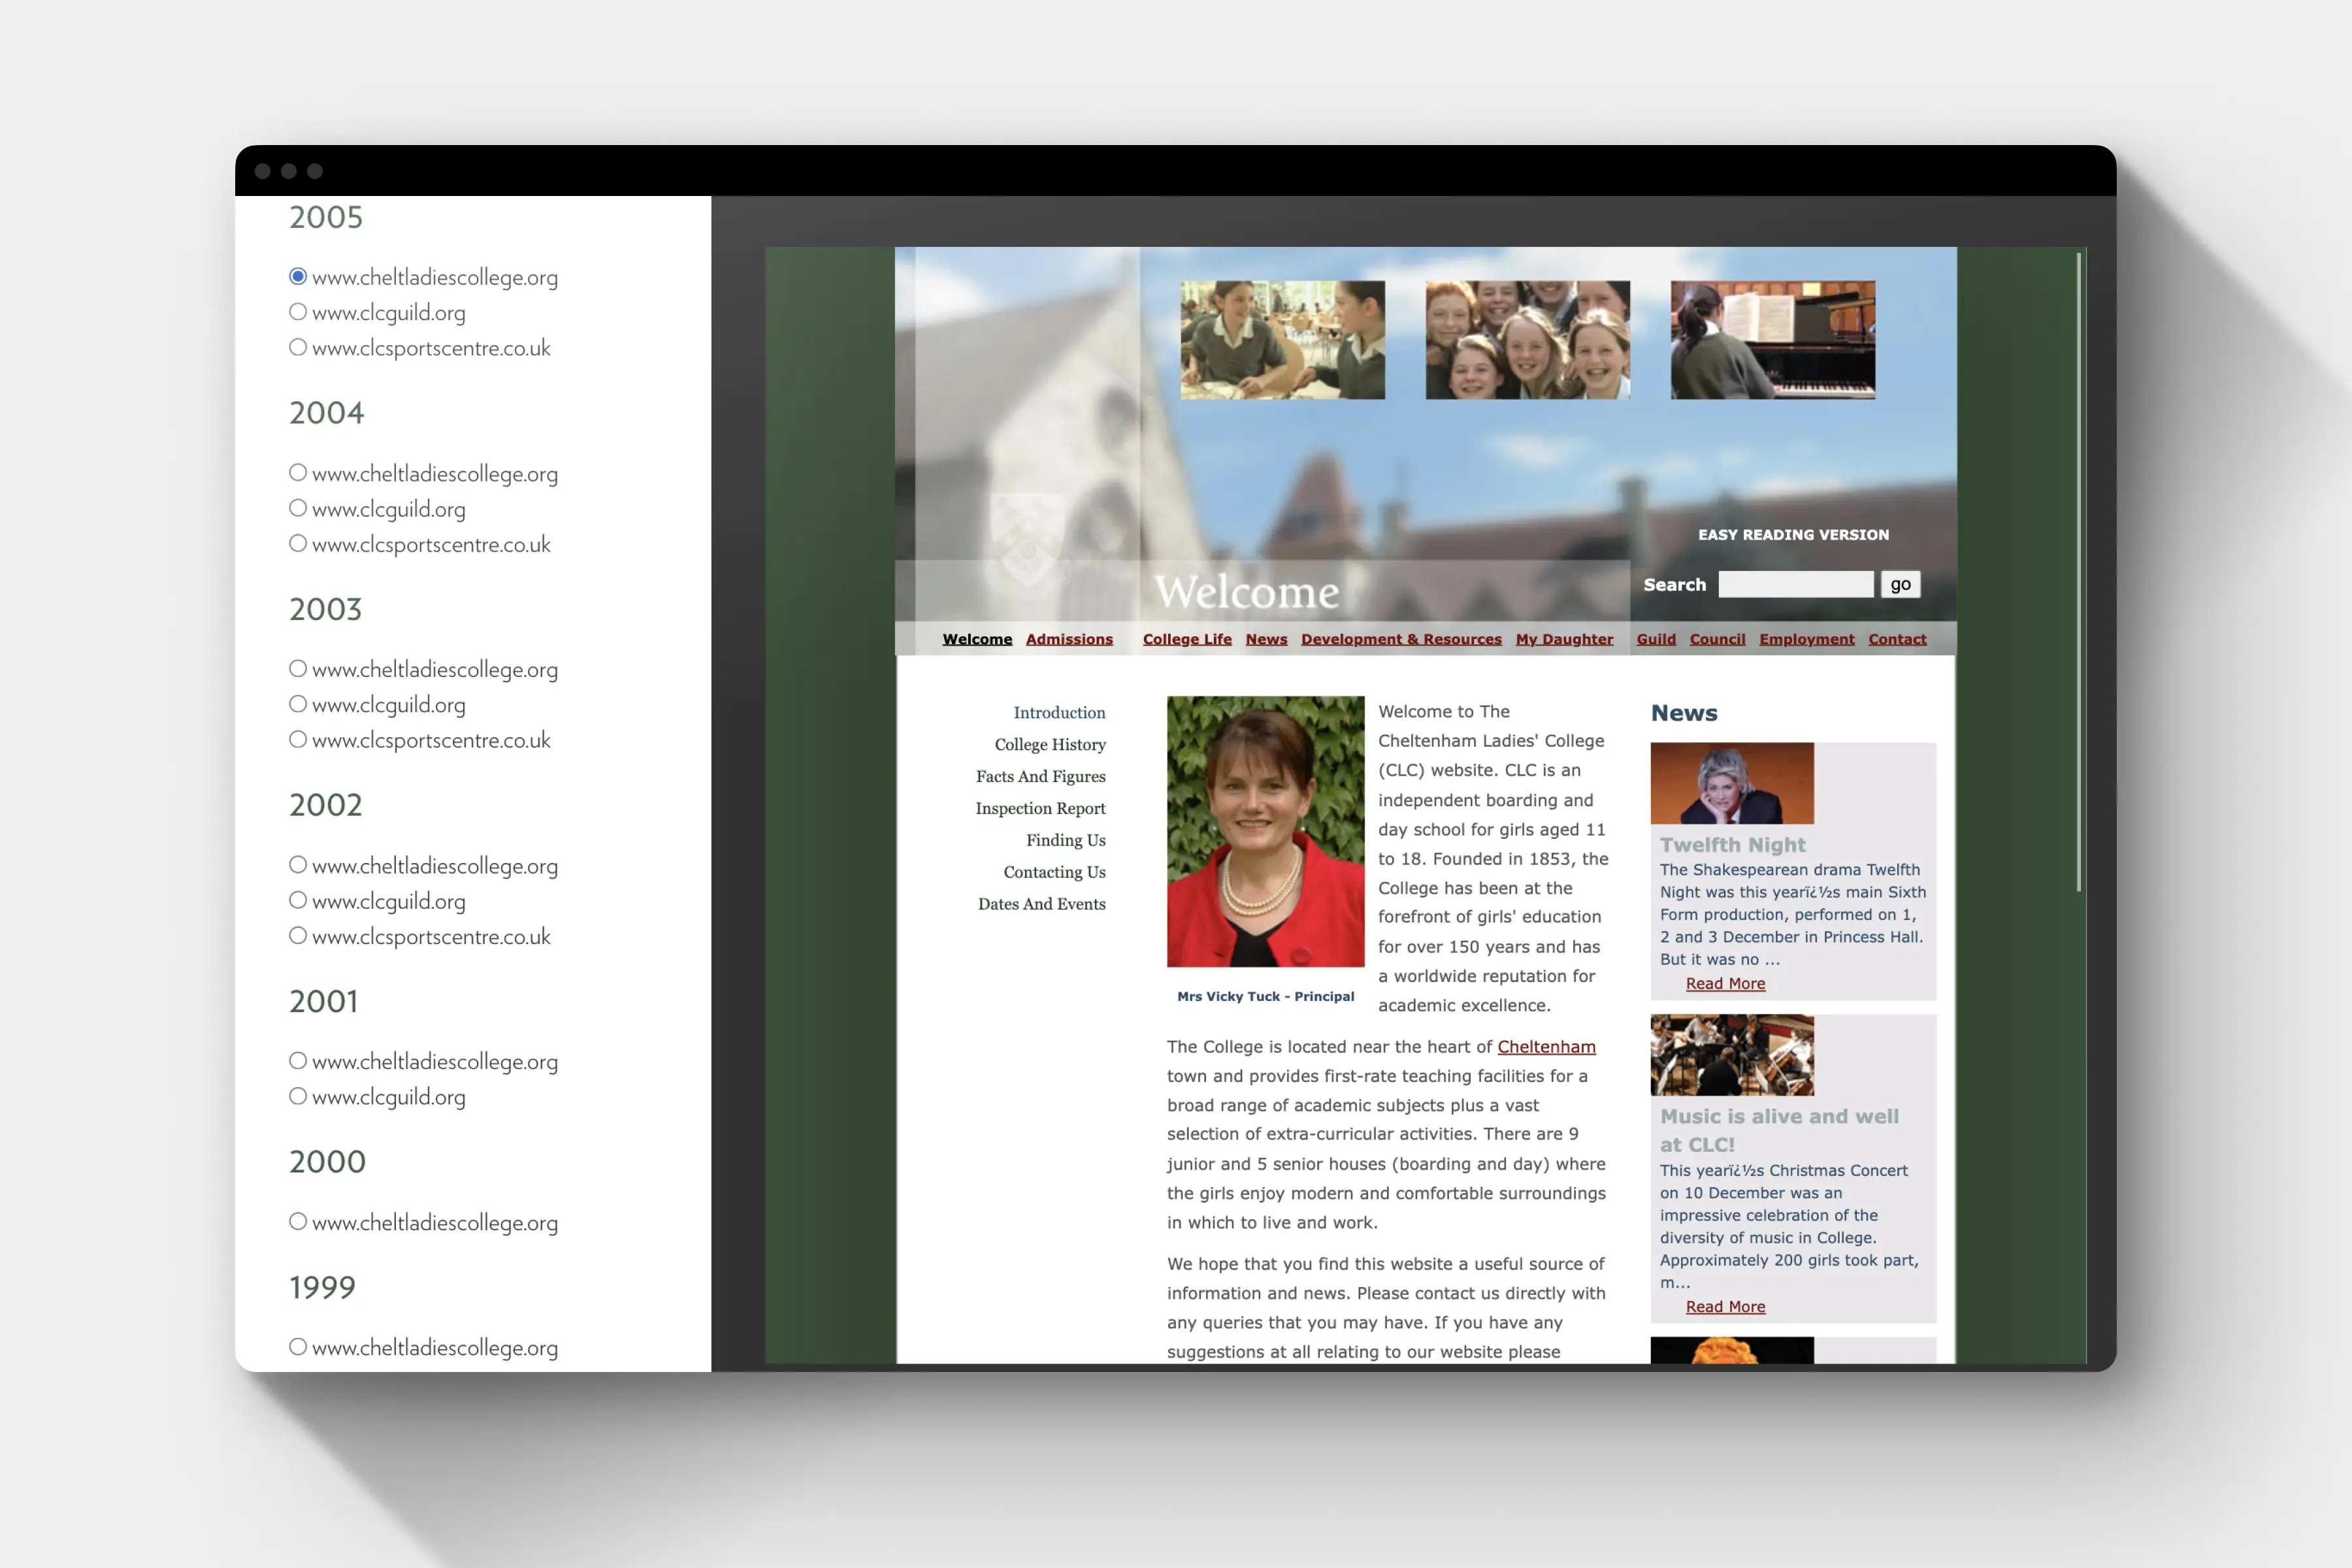 2005
www.cheltladiescollege.org
www.clcguild.org
www.clcsportscentre.co.uk
2004
www.cheltladiescollege.org
www.clcguild.org
www.clcsportscentre.co.uk
2003
www.cheltladiescollege.org
www.clcguild.org
www.clcsportscentre.co.uk
2002
www.cheltladiescollege.org
www.clcguild.org
www.clcsportscentre.co.uk
2001
www.cheltladiescollege.org
www.clcguild.org
2000
www.cheltladiescollege.org
1999
www.cheltladiescollege.org
EASY READING VERSION
Search go
Welcome
Welcome Admissions College Life News Development & Resources My Daughter Guild Council Employment Contact
Introduction
College History
Facts And Figures
Inspection Report
Finding Us
Contacting Us
Dates And Events
Mrs Vicky Tuck - Principal
Welcome to The
Cheltenham Ladies' College
(CLC) website. CLC is an
independent boarding and
day school for girls aged 11
to 18. Founded in 1853, the
College has been at the
forefront of girls' education
for over 150 years and has
a worldwide reputation for
academic excellence.
The College is located near the heart of Cheltenham
town and provides first-rate teaching facilities for a
broad range of academic subjects plus a vast
selection of extra-curricular activities. There are 9
junior and 5 senior houses (boarding and day) where
the girls enjoy modern and comfortable surroundings
in which to live and work.
We hope that you find this website a useful source of
information and news. Please contact us directly with
any queries that you may have. If you have any
suggestions at all relating to our website please
News
Twelfth Night
The Shakespearean drama Twelfth
Night was this yearï¿½s main Sixth
Form production, performed on 1,
2 and 3 December in Princess Hall.
But it was no ...
Read More
Music is alive and well
at CLC!
This yearï¿½s Christmas Concert
on 10 December was an
impressive celebration of the
diversity of music in College.
Approximately 200 girls took part,
m...
Read More